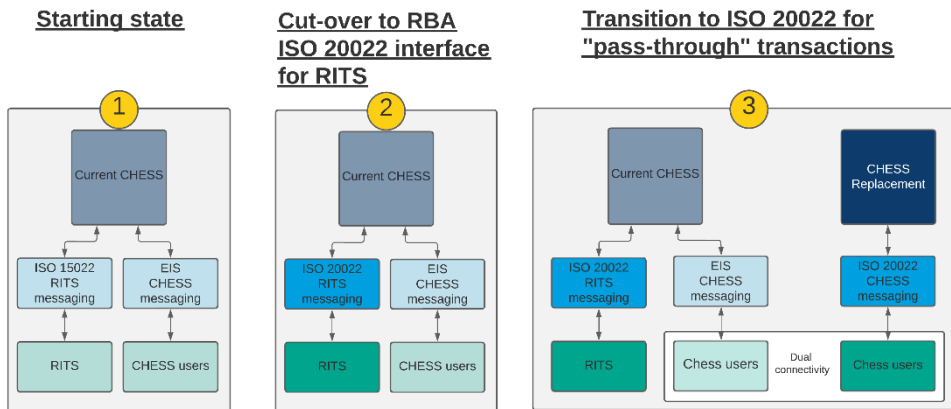 Starting state
Cut-over to RBA
ISO 20022 interface
for RITS
Transition to ISO 20022 for
"pass-through" transactions
1
Current CHESS
ISO 15022
RITS
messaging
EIS
CHESS
messaging
RITS
CHESS users
2
Current CHESS
ISO 20022
RITS
messaging
EIS
CHESS
messaging
RITS
CHESS users
3
Current CHESS
CHESS
Replacement
ISO 20022
RITS
messaging
EIS
CHESS
messaging
ISO 20022
CHESS
messaging
RITS
Chess users
Dual
connectivity
Chess users